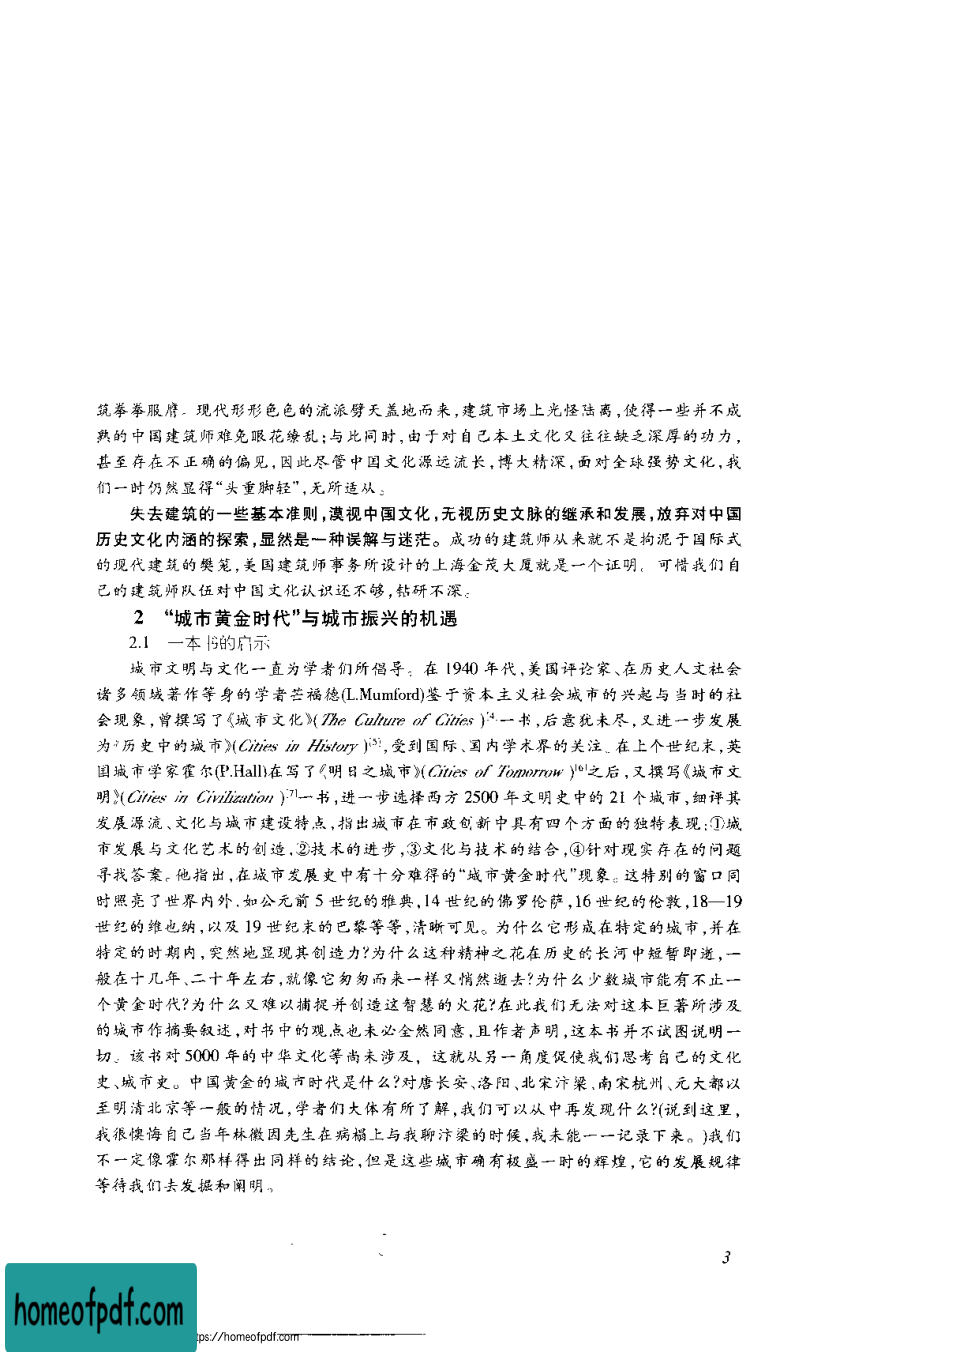 筑拳拳服膺。现代形形色色的流派劈天盖地而来,建筑市场上光怪陆离,使得一些并不成
熟的中国建筑师难免眼花缭乱;与此同时,由于对自己本土文化又往往缺乏深厚的功力,
甚至存在不正确的偏见,因此尽管中国文化源远流长,博大精深,面对全球强势文化,我
们一时仍然显得“头重脚轻”,无所适从。
失去建筑的一些基本准则,漠视中国文化,无视历史文脉的继承和发展,放弃对中国
历史文化内涵的探索,显然是一种误解与迷茫。成功的建筑师从来就不是拘泥于国际式
的现代建筑的樊笼,美国建筑师事务所设计的上海金茂大厦就是一个证明。可惜我们自
己的建筑师队伍对中国文化认识还不够,钻研不深。
2 “城市黄金时代”与城市振兴的机遇
2.1 一本书的启示
城市文明与文化一直为学者们所倡导。在 1940 年代,美国评论家、在历史人文社会
诸多领域著作等身的学者芒福德(L.Mumford)鉴于资本主义社会城市的兴起与当时的社
会现象,曾撰写了《城市文化》(The Culture of Cities)[4]一书,后意犹未尽,又进一步发展
为《历史中的城市》(Cities in History)[5],受到国际、国内学术界的关注。在上个世纪末,英
国城市学家霍尔(P.Hall)在写了《明日之城市》(Cities of Tomorrow)[6]之后,又撰写《城市文
明》(Cities in Civilization)[7]一书,进一步选择西方 2500 年文明史中的 21 个城市,细评其
发展源流、文化与城市建设特点,指出城市在市政创新中具有四个方面的独特表现:①城
市发展与文化艺术的创造,②技术的进步,③文化与技术的结合,④针对现实存在的问题
寻找答案。他指出,在城市发展史中有十分难得的“城市黄金时代”现象。这特别的窗口同
时照亮了世界内外.如公元前 5 世纪的雅典,14 世纪的佛罗伦萨,16 世纪的伦敦,18—19
世纪的维也纳,以及 19 世纪末的巴黎等等,清晰可见。为什么它形成在特定的城市,并在
特定的时期内,突然地显现其创造力?为什么这种精神之花在历史的长河中短暂即逝,一
般在十几年、二十年左右,就像它匆匆而来一样又悄然逝去?为什么少数城市能有不止一
个黄金时代?为什么又难以捕捉并创造这智慧的火花?在此我们无法对这本巨著所涉及
的城市作摘要叙述,对书中的观点也未必全然同意,且作者声明,这本书并不试图说明一
切。该书对 5000 年的中华文化等尚未涉及,这就从另一角度促使我们思考自己的文化
史、城市史。中国黄金的城市时代是什么?对唐长安、洛阳、北宋汴梁、南宋杭州、元大都以
至明清北京等一般的情况,学者们大体有所了解,我们可以从中再发现什么?(说到这里,
我很懊悔自己当年林徽因先生在病榻上与我聊汴梁的时候,我未能一一记录下来。)我们
不一定像霍尔那样得出同样的结论,但是这些城市确有极盛一时的辉煌,它的发展规律
等待我们去发掘和阐明。
3
homeofpdf.com
tps://homeofpdf.com